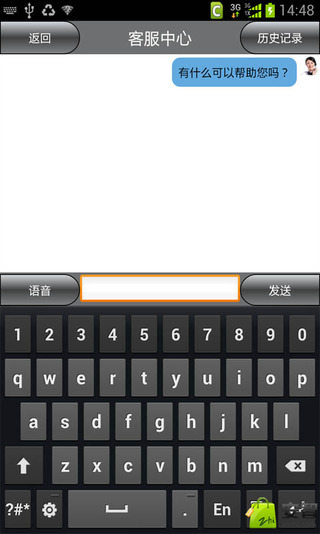 3G 14:48
返回 客服中心 历史记录
有什么可以帮助您吗？
语音 发送
1 2 3 4 5 6 7 8 9 0
q w e r t y u i o p
a s d f g h j k l
z x c v b n m
?#* . En